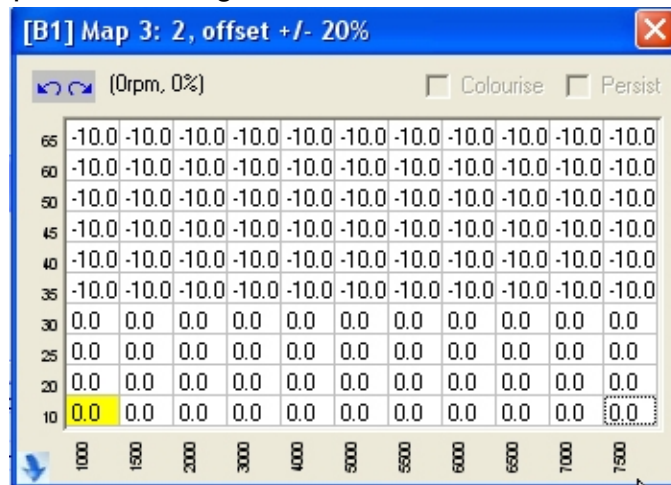 [B1] Map 3: 2, offset +/- 20%
(0rpm, 0%) Colourise Persist
65 -10.0 -10.0 -10.0 -10.0 -10.0 -10.0 -10.0 -10.0 -10.0 -10.0 -10.0
60 -10.0 -10.0 -10.0 -10.0 -10.0 -10.0 -10.0 -10.0 -10.0 -10.0 -10.0
50 -10.0 -10.0 -10.0 -10.0 -10.0 -10.0 -10.0 -10.0 -10.0 -10.0 -10.0
45 -10.0 -10.0 -10.0 -10.0 -10.0 -10.0 -10.0 -10.0 -10.0 -10.0 -10.0
40 -10.0 -10.0 -10.0 -10.0 -10.0 -10.0 -10.0 -10.0 -10.0 -10.0 -10.0
35 -10.0 -10.0 -10.0 -10.0 -10.0 -10.0 -10.0 -10.0 -10.0 -10.0 -10.0
30 0.0 0.0 0.0 0.0 0.0 0.0 0.0 0.0 0.0 0.0 0.0
25 0.0 0.0 0.0 0.0 0.0 0.0 0.0 0.0 0.0 0.0 0.0
20 0.0 0.0 0.0 0.0 0.0 0.0 0.0 0.0 0.0 0.0 0.0
10 0.0 0.0 0.0 0.0 0.0 0.0 0.0 0.0 0.0 0.0 0.0
1000 1500 2000 3000 4000 5000 5500 6000 6500 7000 7500